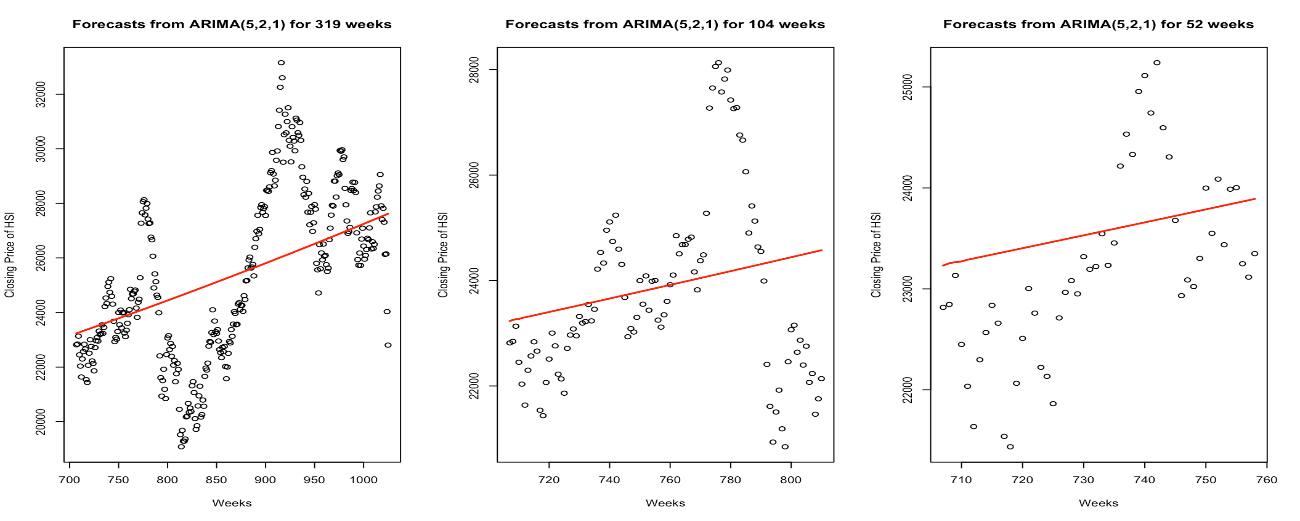 Forecasts from ARIMA(5,2,1) for 319 weeks
Closing Price of HSI
32000
30000
28000
26000
24000
22000
20000
700 750 800 850 900 950 1000
Weeks
Forecasts from ARIMA(5,2,1) for 104 weeks
Closing Price of HSI
28000
26000
24000
22000
720 740 760 780 800
Weeks
Forecasts from ARIMA(5,2,1) for 52 weeks
Closing Price of HSI
25000
24000
23000
22000
710 720 730 740 750 760
Weeks